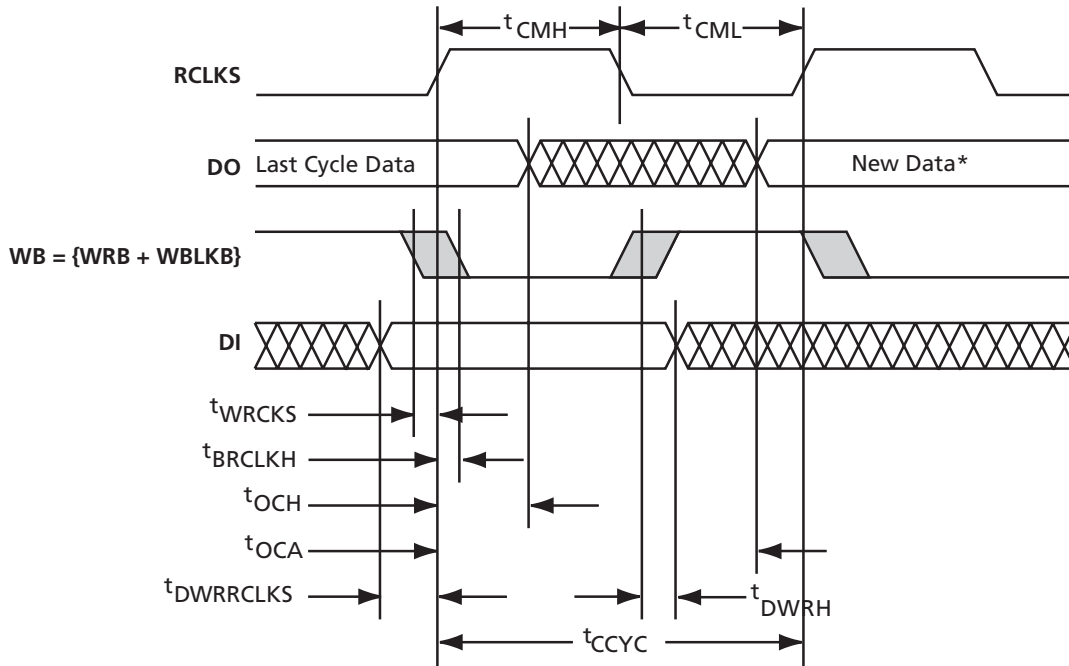 tCMH
tCML
RCLKS
DO
Last Cycle Data
New Data*
WB = {WRB + WBLKB}
DI
tWRCKS
tBRCLKH
tOCH
tOCA
tDWRRCLKS
tDWRH
tCCYC